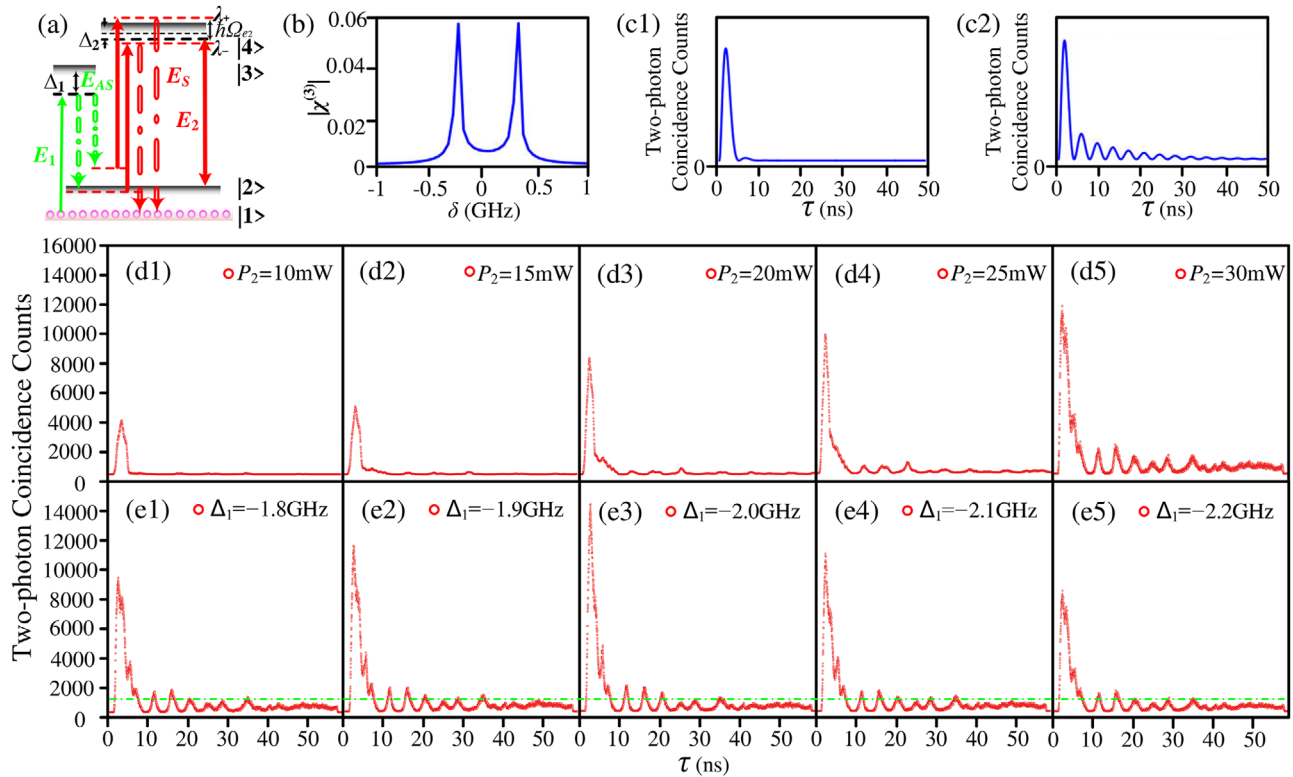 (a)
λ₊
ħΩₑ₂
Δ₂
|4>
λ₋
|3>
Δ₁
E_AS
E_S
E₂
E₁
|2>
|1>
(b)
|χ⁽³⁾|
0.06
0.04
0.02
0
−1 −0.5 0 0.5 1
δ (GHz)
(c1)
Two-photon
Coincidence Counts
0
0 10 20 30 40 50
τ (ns)
(c2)
Two-photon
Coincidence Counts
0
0 10 20 30 40 50
τ (ns)
Two-photon Coincidence Counts
16000
14000
12000
10000
8000
6000
4000
2000
0
(d1) P₂=10mW
(d2) P₂=15mW
(d3) P₂=20mW
(d4) P₂=25mW
(d5) P₂=30mW
14000
12000
10000
8000
6000
4000
2000
0
(e1) Δ₁=−1.8GHz
(e2) Δ₁=−1.9GHz
(e3) Δ₁=−2.0GHz
(e4) Δ₁=−2.1GHz
(e5) Δ₁=−2.2GHz
0 10 20 30 40 50 0 10 20 30 40 50 0 10 20 30 40 50 0 10 20 30 40 50 0 10 20 30 40 50
τ (ns)